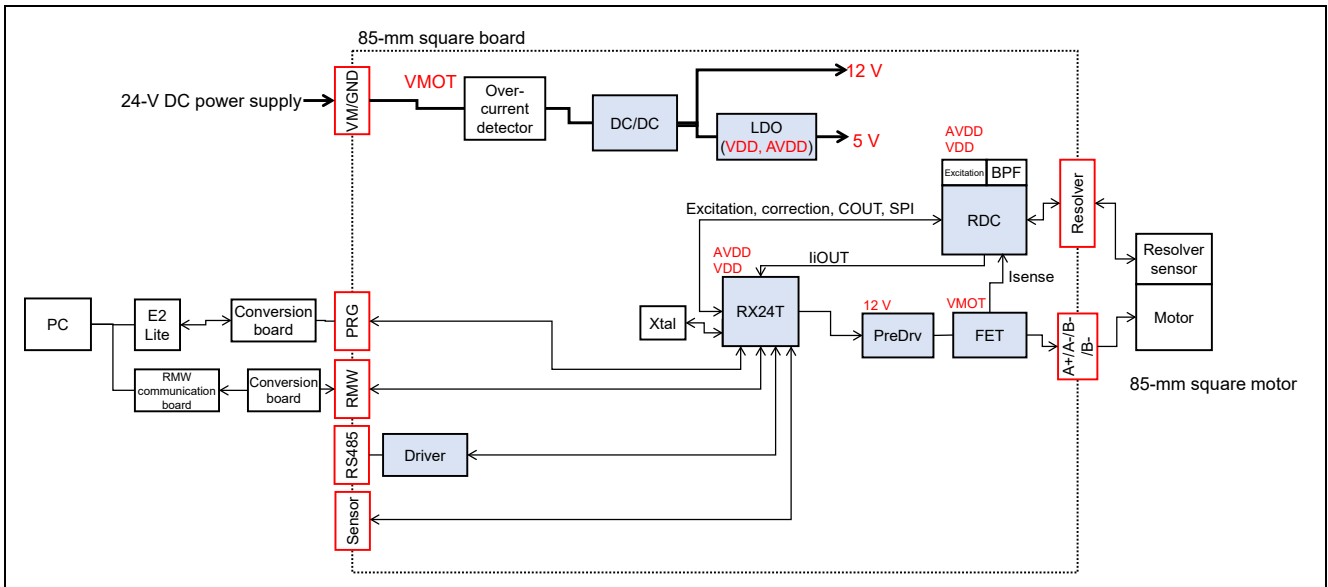 85-mm square board
24-V DC power supply
VM/GND
VMOT
Over-
current
detector
DC/DC
12 V
LDO
(VDD, AVDD)
5 V
AVDD
VDD
Excitation
BPF
RDC
Resolver
Resolver
sensor
Motor
85-mm square motor
Excitation, correction, COUT, SPI
IiOUT
Isense
AVDD
VDD
RX24T
Xtal
12 V
PreDrv
VMOT
FET
A+/A-/B-
/B-
PC
E2
Lite
Conversion
board
PRG
RMW
communication
board
Conversion
board
RMW
RS485
Driver
Sensor